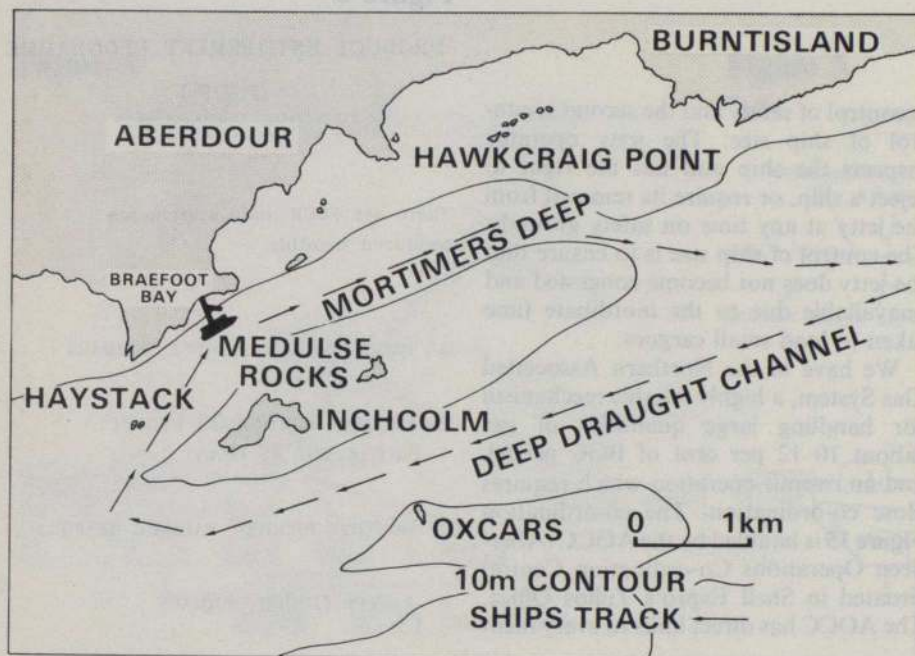 BURNTISLAND
ABERDOUR
HAWKCRAIG POINT
MORTIMERS DEEP
BRAEFOOT
BAY
MEDULSE
ROCKS
HAYSTACK
INCHCOLM
DEEP DRAUGHT CHANNEL
OXCARS
0 1km
10m CONTOUR
SHIPS TRACK